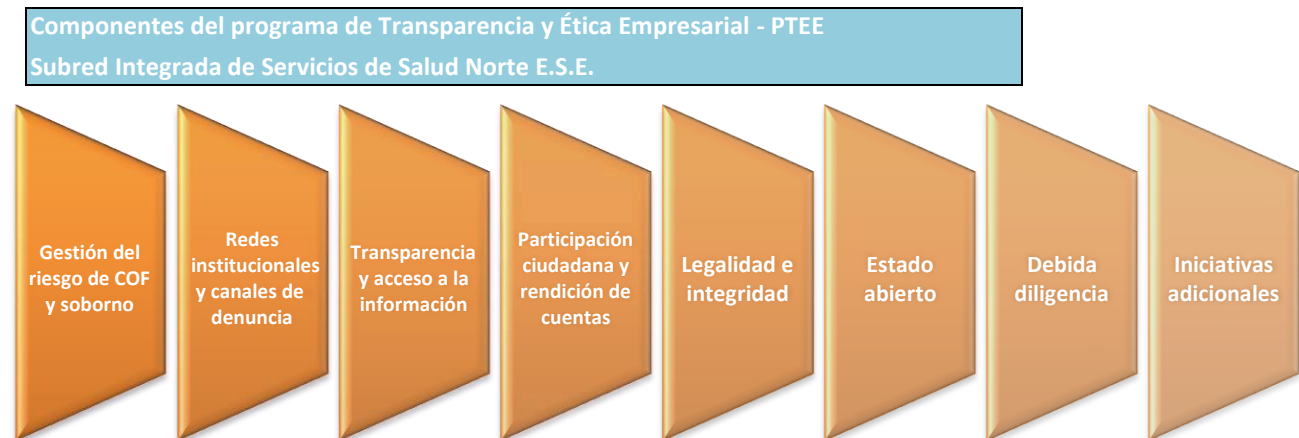 Componentes del programa de Transparencia y Ética Empresarial - PTEE
Subred Integrada de Servicios de Salud Norte E.S.E.
Gestión del
riesgo de COF
y soborno
Redes
institucionales
y canales de
denuncia
Transparencia
y acceso a la
información
Participación
ciudadana y
rendición de
cuentas
Legalidad e
integridad
Estado
abierto
Debida
diligencia
Iniciativas
adicionales